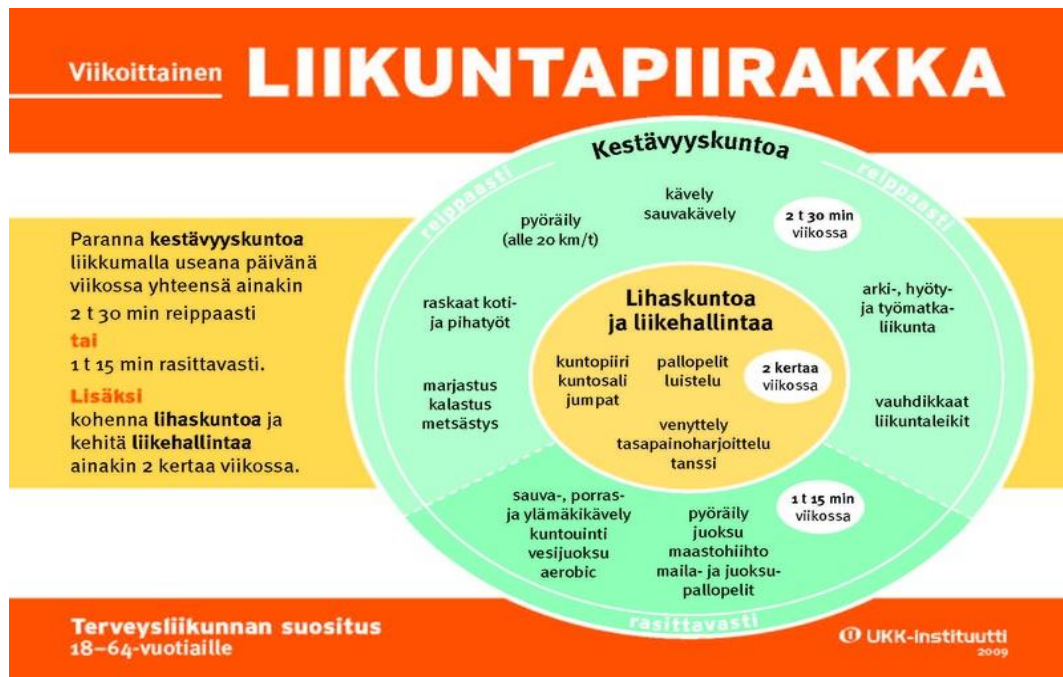 Viikoittainen LIIKUNTAPIIRAKKA
Paranna kestävyyskuntoa
liikkumalla useana päivänä
viikossa yhteensä ainakin
2 t 30 min reippaasti
tai
1 t 15 min rasittavasti.
Lisäksi
kohenna lihaskuntoa ja
kehitä liikehallintaa
ainakin 2 kertaa viikossa.
Kestävyyskuntoa
reippaasti
reippaasti
kävely
sauvakävely
2 t 30 min
viikossa
pyöräily
(alle 20 km/t)
raskaat koti-
ja pihatyöt
marjastus
kalastus
metsästys
arki-, hyöty-
ja työmatka-
liikunta
vauhdikkaat
liikuntaleikit
Lihaskuntoa
ja liikehallintaa
kuntopiiri
kuntosali
jumpat
pallopelit
luistelu
2 kertaa
viikossa
venyttely
tasapainoharjoittelu
tanssi
sauva-, porras-
ja ylämäkikävely
kuntouinti
vesijuoksu
aerobic
pyöräily
juoksu
maastohiihto
maila- ja juoksu-
pallopelit
1 t 15 min
viikossa
rasittavasti
Terveysliikunnan suositus
18–64-vuotiaille
UKK-instituutti
2009